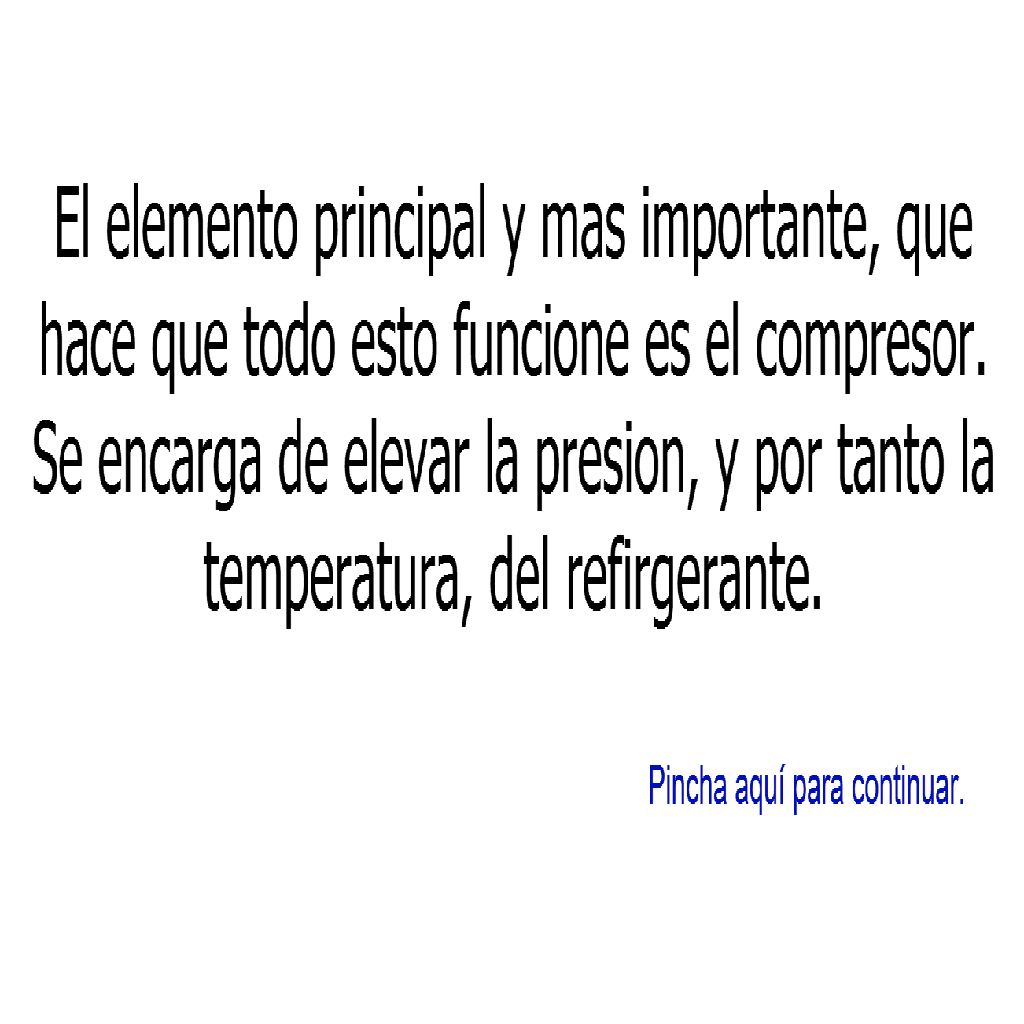 El elemento principal y mas importante, que
hace que todo esto funcione es el compresor.
Se encarga de elevar la presion, y por tanto la
temperatura, del refirgerante.
Pincha aquí para continuar.